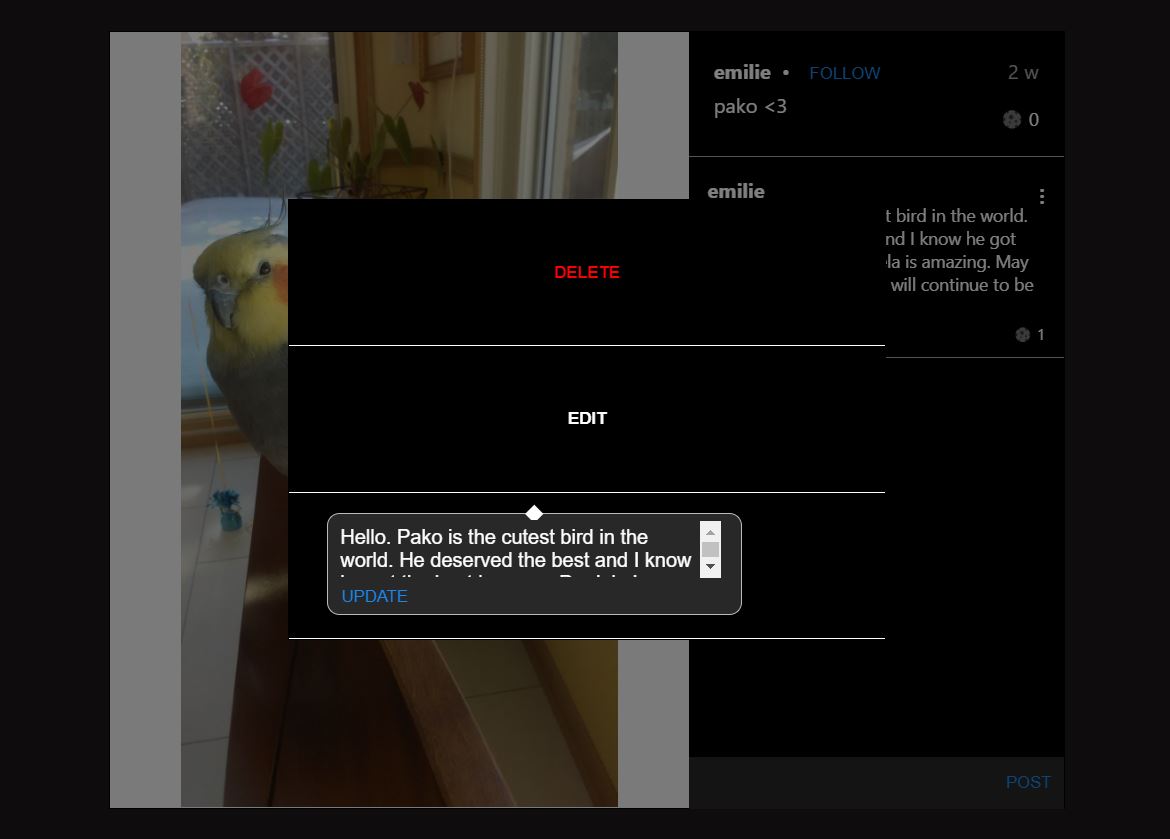 emilie • FOLLOW 2 w
pako <3
0
emilie
t bird in the world.
nd I know he got
la is amazing. May
will continue to be
1
DELETE
EDIT
Hello. Pako is the cutest bird in the
world. He deserved the best and I know
UPDATE
POST